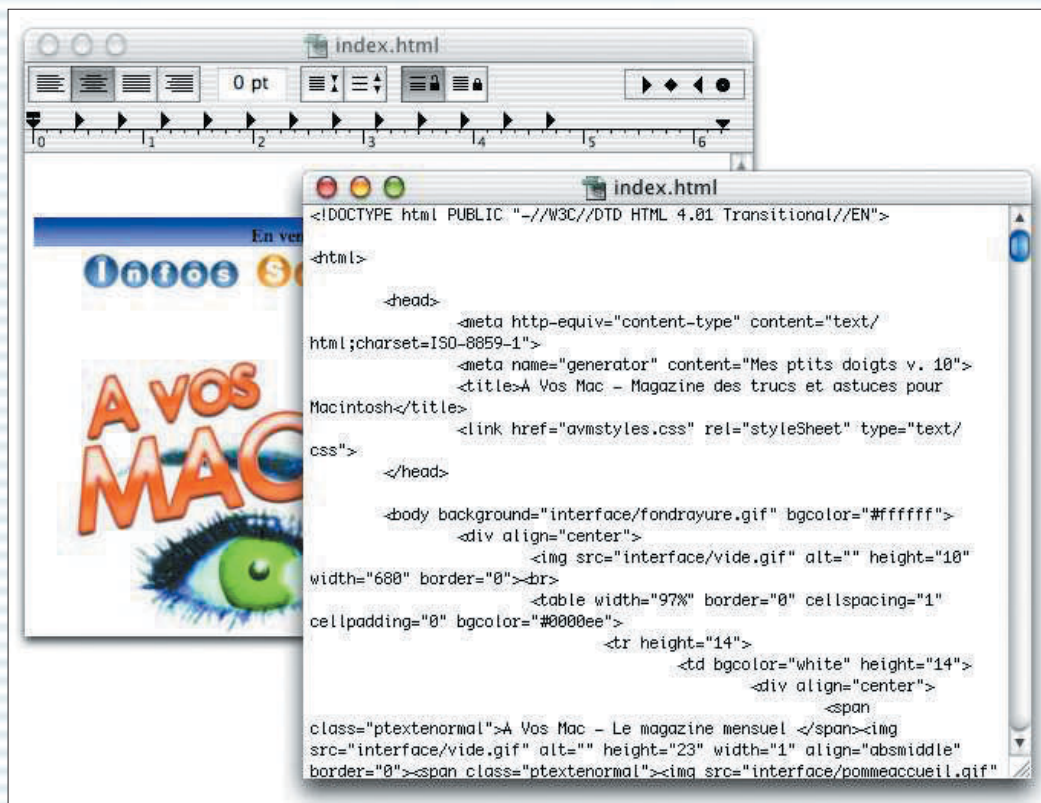 index.html
0 pt
0 1 2 3 4 5 6
En ven
Infos
A VOS
MAC
index.html
<!DOCTYPE html PUBLIC "-//W3C//DTD HTML 4.01 Transitional//EN">
<html>
<head>
<meta http-equiv="content-type" content="text/
html;charset=ISO-8859-1">
<meta name="generator" content="Mes ptits doigts v. 10">
<title>A Vos Mac - Magazine des trucs et astuces pour
Macintosh</title>
<link href="avmstyles.css" rel="styleSheet" type="text/
css">
</head>
<body background="interface/fondrayure.gif" bgcolor="#ffffff">
<div align="center">
<img src="interface/vide.gif" alt="" height="10"
width="680" border="0"><br>
<table width="97%" border="0" cellspacing="1"
cellpadding="0" bgcolor="#0000ee">
<tr height="14">
<td bgcolor="white" height="14">
<div align="center">
<span
class="ptextenormal">A Vos Mac - Le magazine mensuel </span><img
src="interface/vide.gif" alt="" height="23" width="1" align="absmiddle"
border="0"><span class="ptextenormal"><img src="interface/pommeaccueil.gif"